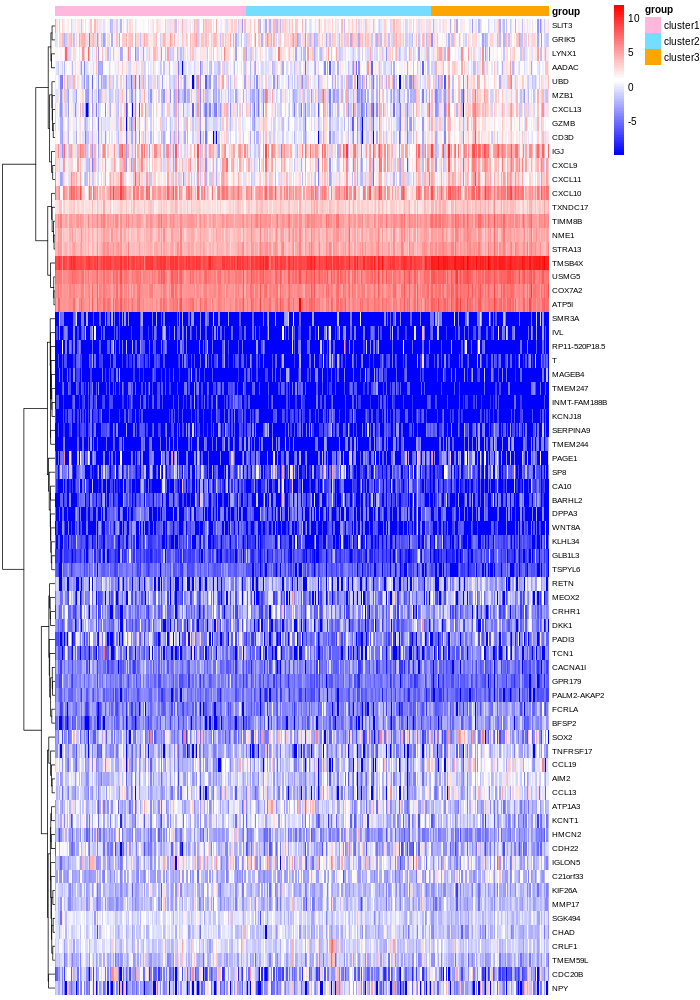 group
SLIT3
GRIK5
LYNX1
AADAC
UBD
MZB1
CXCL13
GZMB
CD3D
IGJ
CXCL9
CXCL11
CXCL10
TXNDC17
TIMM8B
NME1
STRA13
TMSB4X
USMG5
COX7A2
ATP5I
SMR3A
IVL
RP11-520P18.5
T
MAGEB4
TMEM247
INMT-FAM188B
KCNJ18
SERPINA9
TMEM244
PAGE1
SP8
CA10
BARHL2
DPPA3
WNT8A
KLHL34
GLB1L3
TSPYL6
RETN
MEOX2
CRHR1
DKK1
PADI3
TCN1
CACNA1I
GPR179
PALM2-AKAP2
FCRLA
BFSP2
SOX2
TNFRSF17
CCL19
AIM2
CCL13
ATP1A3
KCNT1
HMCN2
CDH22
IGLON5
C21orf33
KIF26A
MMP17
SGK494
CHAD
CRLF1
TMEM59L
CDC20B
NPY
10
5
0
-5
group
cluster1
cluster2
cluster3